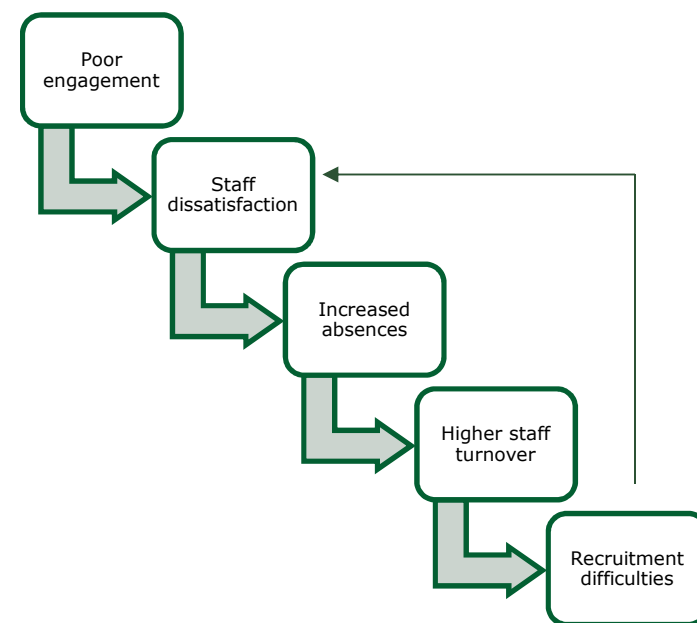 Poor
engagement
Staff
dissatisfaction
Increased
absences
Higher staff
turnover
Recruitment
difficulties